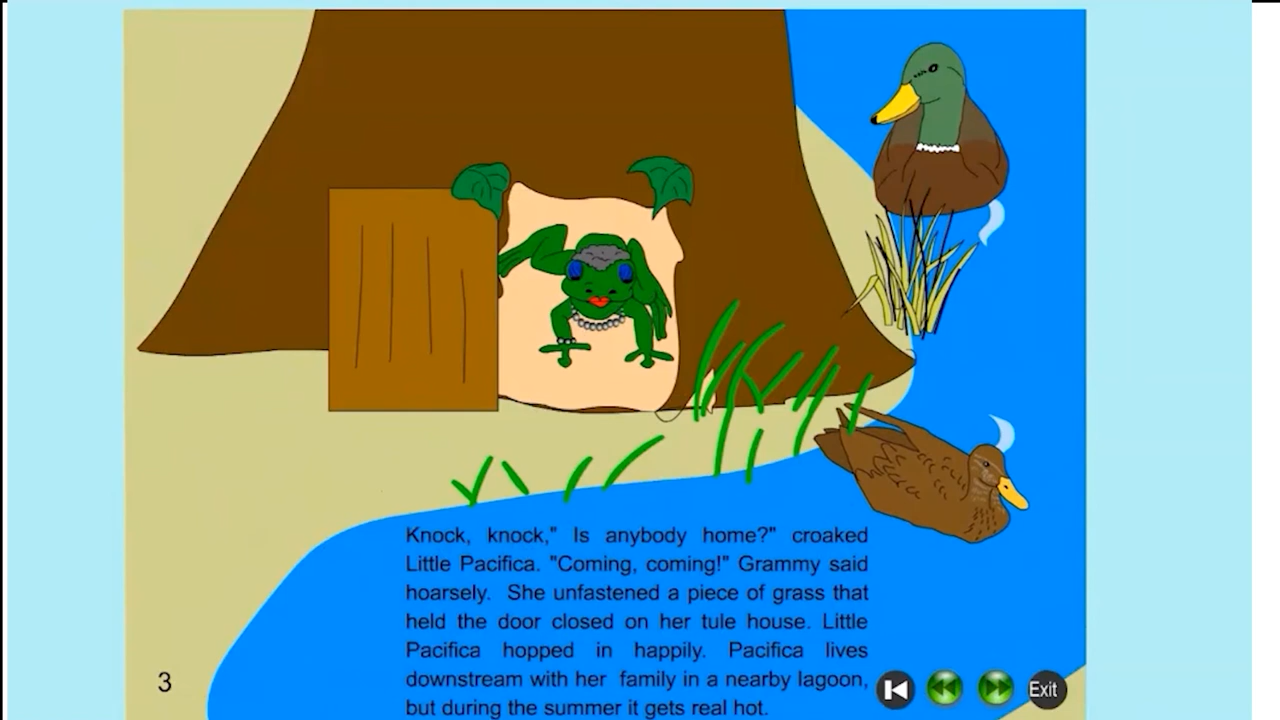 Knock, knock," Is anybody home?" croaked
Little Pacifica. "Coming, coming!" Grammy said
hoarsely. She unfastened a piece of grass that
held the door closed on her tule house. Little
Pacifica hopped in happily. Pacifica lives
downstream with her family in a nearby lagoon,
but during the summer it gets real hot.
3
Exit